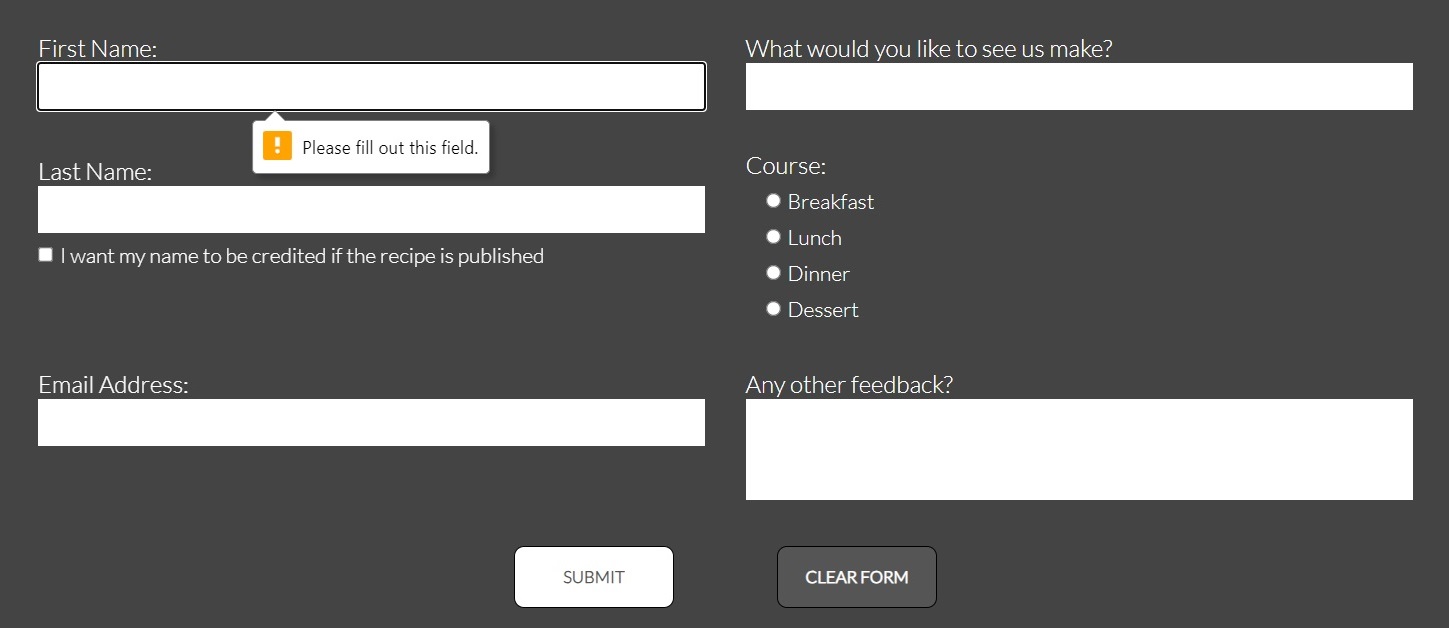 First Name:
Please fill out this field.
Last Name:
I want my name to be credited if the recipe is published
Email Address:
What would you like to see us make?
Course:
Breakfast
Lunch
Dinner
Dessert
Any other feedback?
SUBMIT
CLEAR FORM